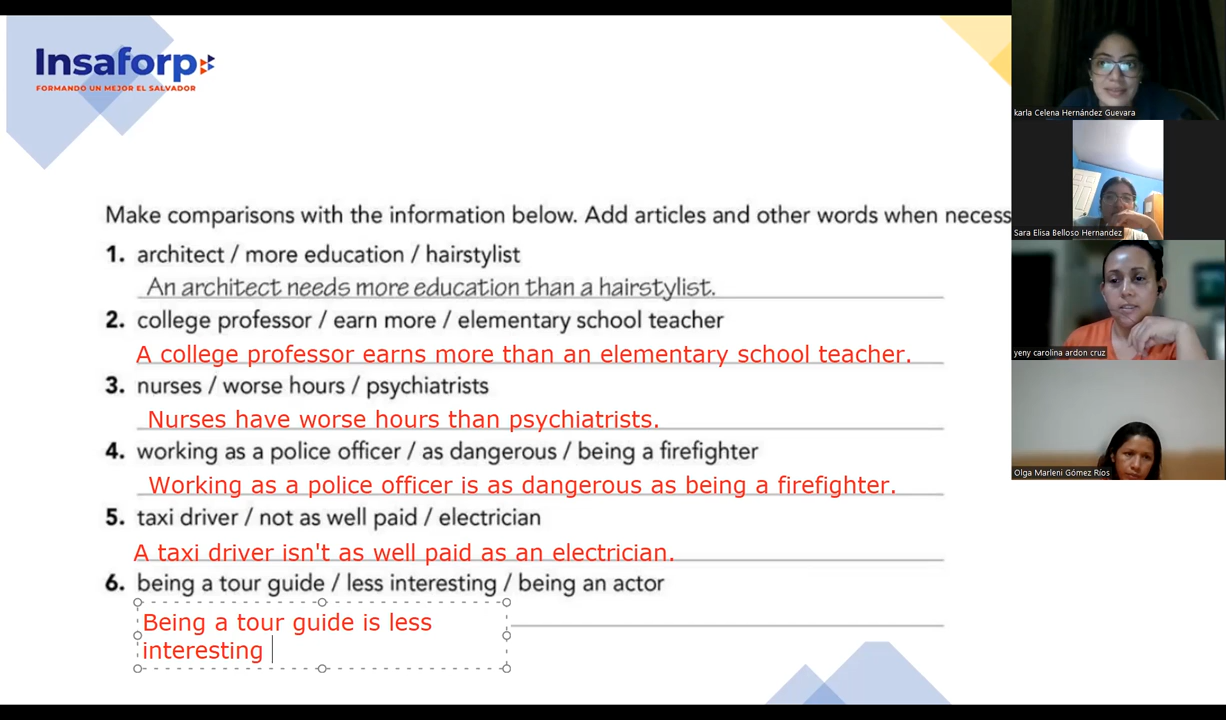 Insaforp
FORMANDO UN MEJOR EL SALVADOR
Make comparisons with the information below. Add articles and other words when necess
1. architect / more education / hairstylist
An architect needs more education than a hairstylist.
2. college professor / earn more / elementary school teacher
A college professor earns more than an elementary school teacher.
3. nurses / worse hours / psychiatrists
Nurses have worse hours than psychiatrists.
4. working as a police officer / as dangerous / being a firefighter
Working as a police officer is as dangerous as being a firefighter.
5. taxi driver / not as well paid / electrician
A taxi driver isn't as well paid as an electrician.
6. being a tour guide / less interesting / being an actor
Being a tour guide is less
interesting
karla Celena Hernández Guevara
Sara Elisa Belloso Hernandez
yeny carolina ardon cruz
Olga Marleni Gómez Ríos